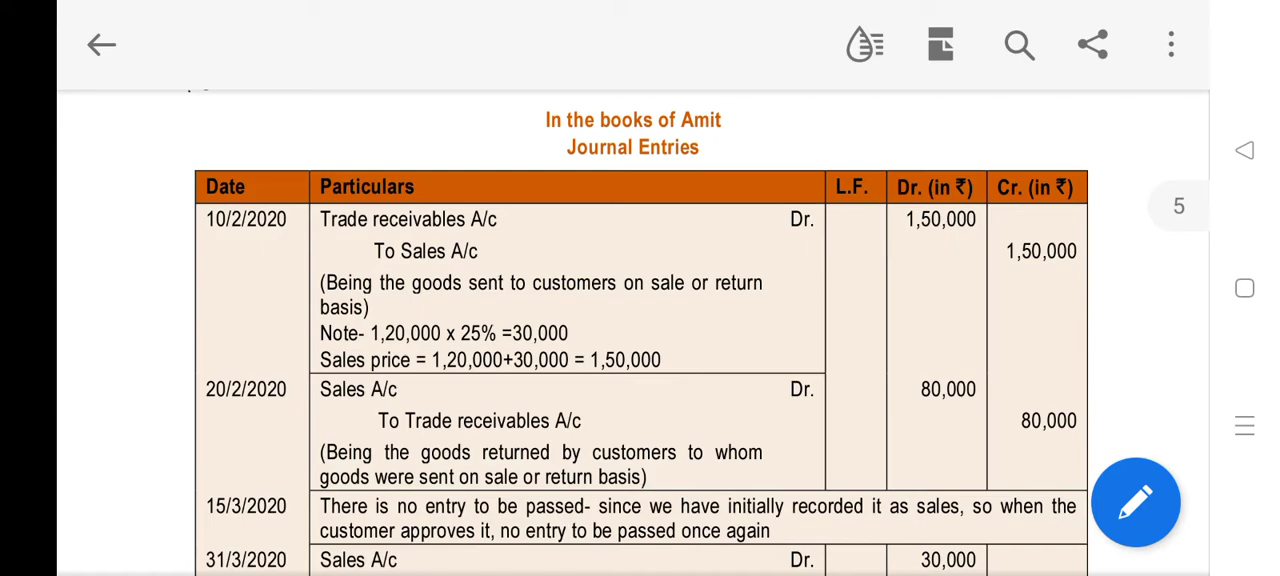 In the books of Amit
Journal Entries
Date Particulars L.F. Dr. (in ₹) Cr. (in ₹)
10/2/2020 Trade receivables A/c Dr. 1,50,000
To Sales A/c 1,50,000
(Being the goods sent to customers on sale or return
basis)
Note- 1,20,000 x 25% =30,000
Sales price = 1,20,000+30,000 = 1,50,000
20/2/2020 Sales A/c Dr. 80,000
To Trade receivables A/c 80,000
(Being the goods returned by customers to whom
goods were sent on sale or return basis)
15/3/2020 There is no entry to be passed- since we have initially recorded it as sales, so when the
customer approves it, no entry to be passed once again
31/3/2020 Sales A/c Dr. 30,000
5